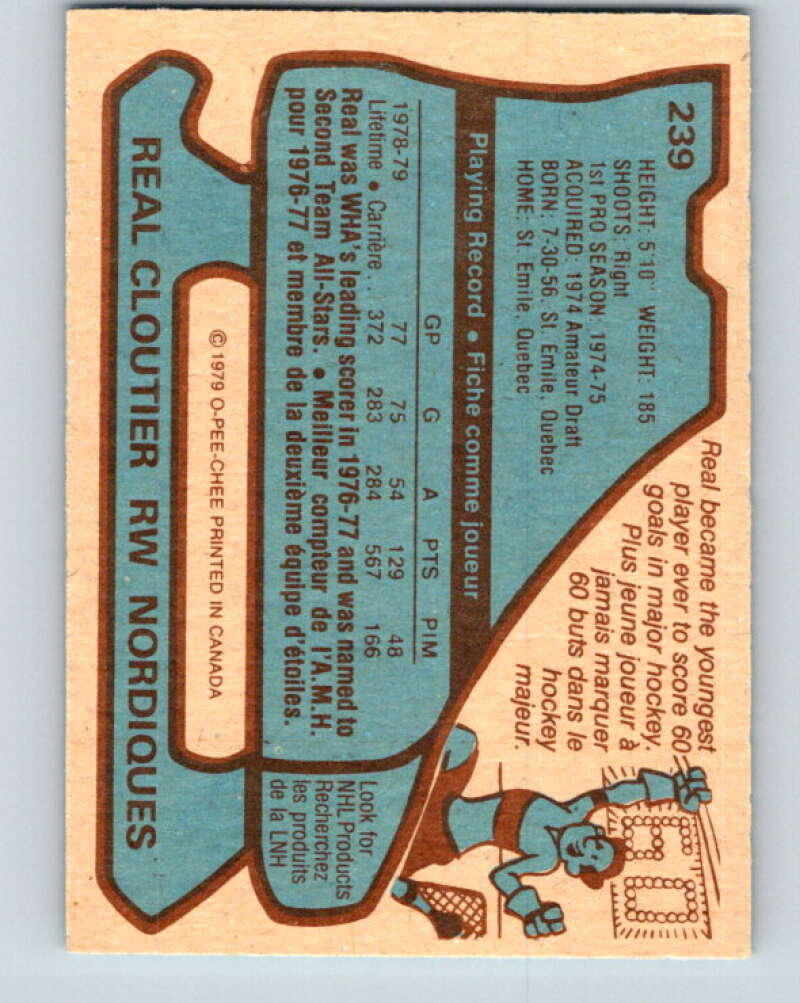 239
HEIGHT: 5'10" WEIGHT: 185
SHOOTS: Right
1st PRO SEASON: 1974-75
ACQUIRED: 1974 Amateur Draft
BORN: 7-30-56, St. Emile, Quebec
HOME: St. Emile, Quebec
Real became the youngest
player ever to score 60
goals in major hockey.
Plus jeune joueur à
jamais marquer
60 buts dans le
hockey
majeur.
60
Playing Record • Fiche comme joueur
GP G A PTS PIM
1978-79 77 75 54 129 48
Lifetime • Carrière . . 372 283 284 567 166
Real was WHA's leading scorer in 1976-77 and was named to
Second Team All-Stars. • Meilleur compteur de l'A.M.H.
pour 1976-77 et membre de la deuxième équipe d'étoiles.
Look for
NHL Products
Recherchez
les produits
de la LNH
© 1979 O-PEE-CHEE PRINTED IN CANADA
REAL CLOUTIER RW NORDIQUES